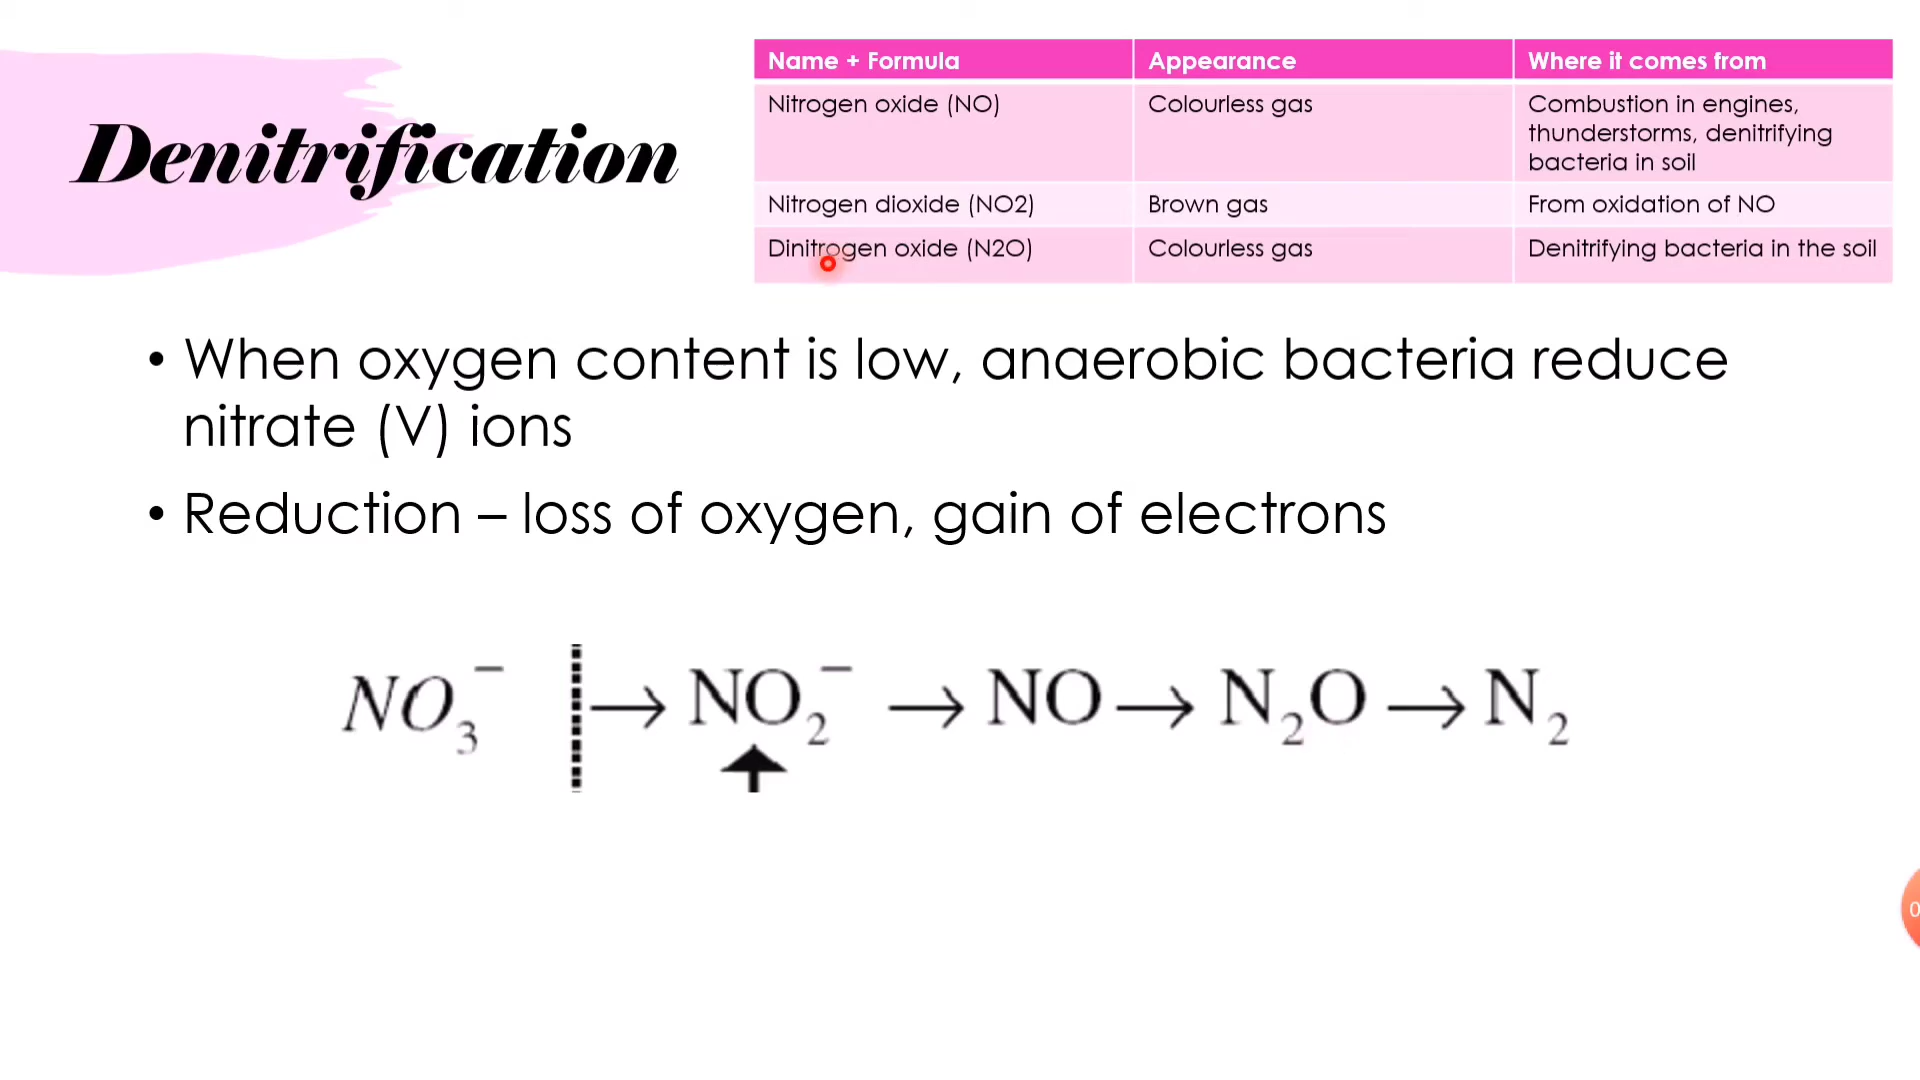 Denitrification
Name + Formula Appearance Where it comes from
Nitrogen oxide (NO) Colourless gas Combustion in engines,
thunderstorms, denitrifying
bacteria in soil
Nitrogen dioxide (NO2) Brown gas From oxidation of NO
Dinitrogen oxide (N2O) Colourless gas Denitrifying bacteria in the soil
• When oxygen content is low, anaerobic bacteria reduce
nitrate (V) ions
• Reduction – loss of oxygen, gain of electrons
NO₃⁻ → NO₂⁻ → NO → N₂O → N₂
0